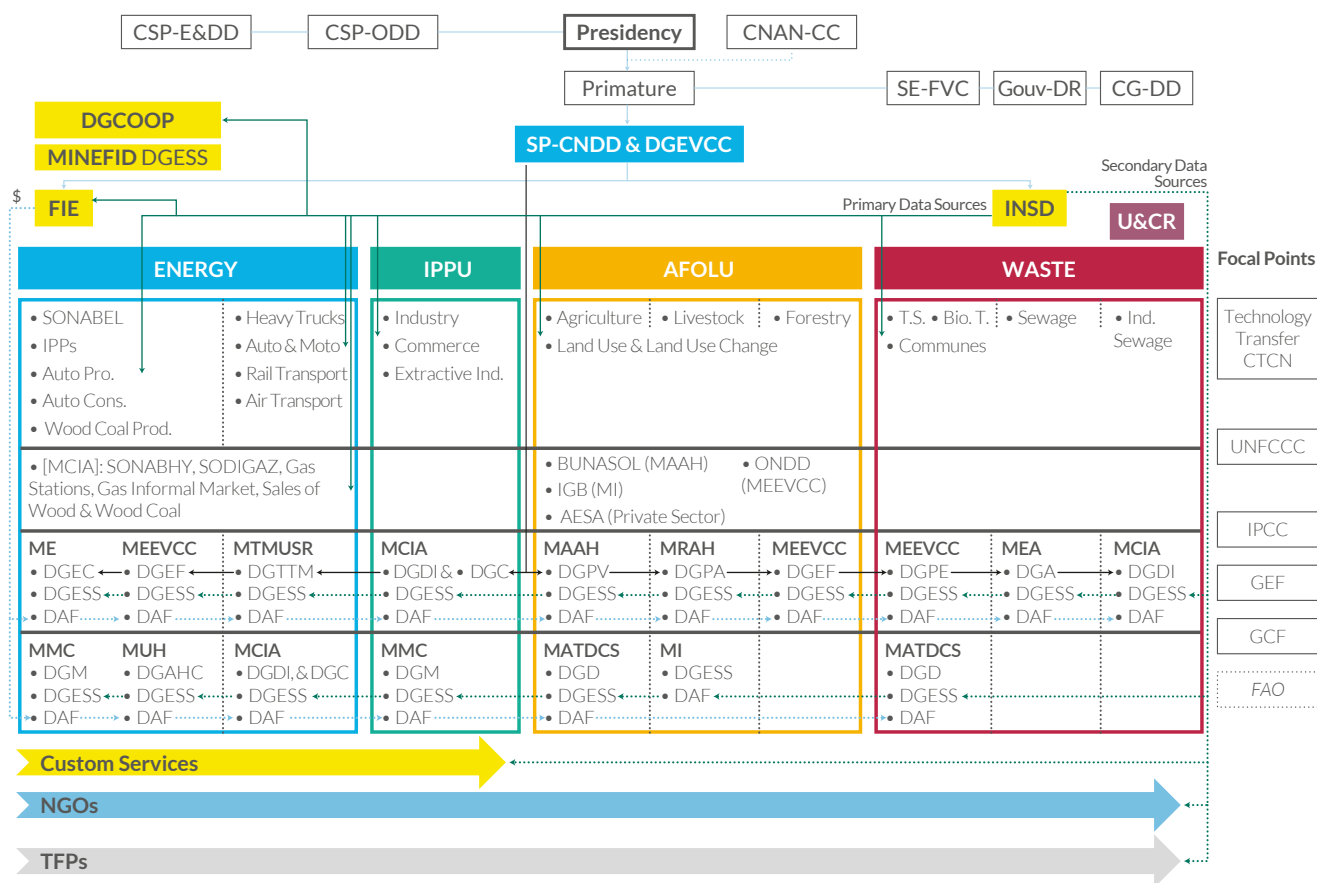 CSP-E&DD
CSP-ODD
Presidency
CNAN-CC
Primature
SE-FVC
Gouv-DR
CG-DD
DGCOOP
MINEFID DGESS
SP-CNDD & DGEVCC
Secondary Data
Sources
$
FIE
Primary Data Sources
INSD
U&CR
ENERGY
IPPU
AFOLU
WASTE
Focal Points
• SONABEL
• IPPs
• Auto Pro.
• Auto Cons.
• Wood Coal Prod.
• Heavy Trucks
• Auto & Moto
• Rail Transport
• Air Transport
• Industry
• Commerce
• Extractive Ind.
• Agriculture
• Livestock
• Forestry
• Land Use & Land Use Change
• T.S. • Bio. T.
• Communes
• Sewage
• Ind.
Sewage
Technology
Transfer
CTCN
UNFCCC
IPCC
GEF
GCF
FAO
• [MCIA]: SONABHY, SODIGAZ, Gas
Stations, Gas Informal Market, Sales of
Wood & Wood Coal
• BUNASOL (MAAH)
• IGB (MI)
• AESA (Private Sector)
• ONDD
(MEEVCC)
ME
• DGEC
• DGESS
• DAF
MEEVCC
• DGEF
• DGESS
• DAF
MTMUSR
• DGTTM
• DGESS
• DAF
MCIA
• DGDI & • DGC
• DGESS
• DAF
MAAH
• DGPV
• DGESS
• DAF
MRAH
• DGPA
• DGESS
• DAF
MEEVCC
• DGEF
• DGESS
• DAF
MEEVCC
• DGPE
• DGESS
• DAF
MEA
• DGA
• DGESS
• DAF
MCIA
• DGDI
• DGESS
• DAF
MMC
• DGM
• DGESS
• DAF
MUH
• DGAHC
• DGESS
• DAF
MCIA
• DGDI, & DGC
• DGESS
• DAF
MMC
• DGM
• DGESS
• DAF
MATDCS
• DGD
• DGESS
• DAF
MI
• DGESS
• DAF
MATDCS
• DGD
• DGESS
• DAF
Custom Services
NGOs
TFPs